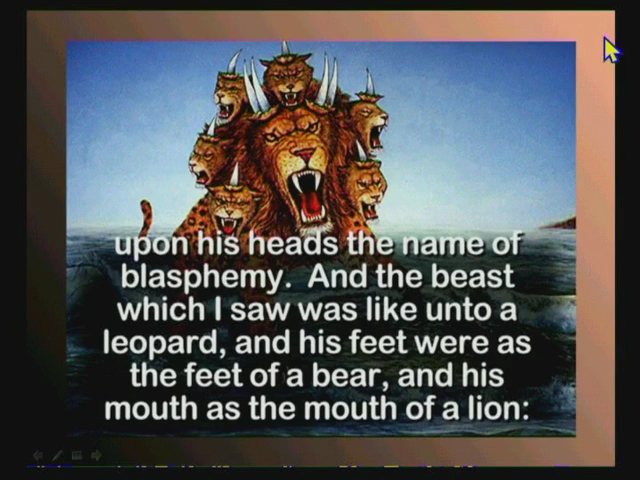 upon his heads the name of
blasphemy. And the beast
which I saw was like unto a
leopard, and his feet were as
the feet of a bear, and his
mouth as the mouth of a lion: